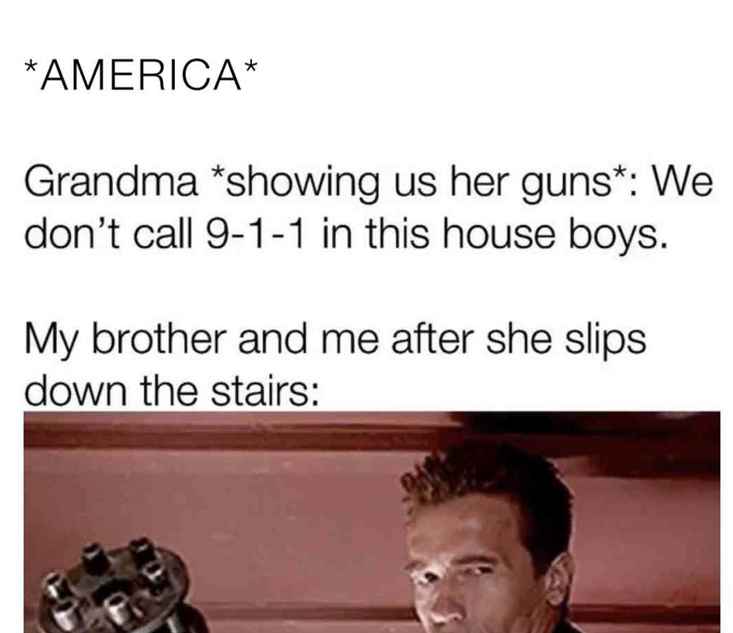 *AMERICA*
Grandma *showing us her guns*: We
don’t call 9-1-1 in this house boys.
My brother and me after she slips
down the stairs: